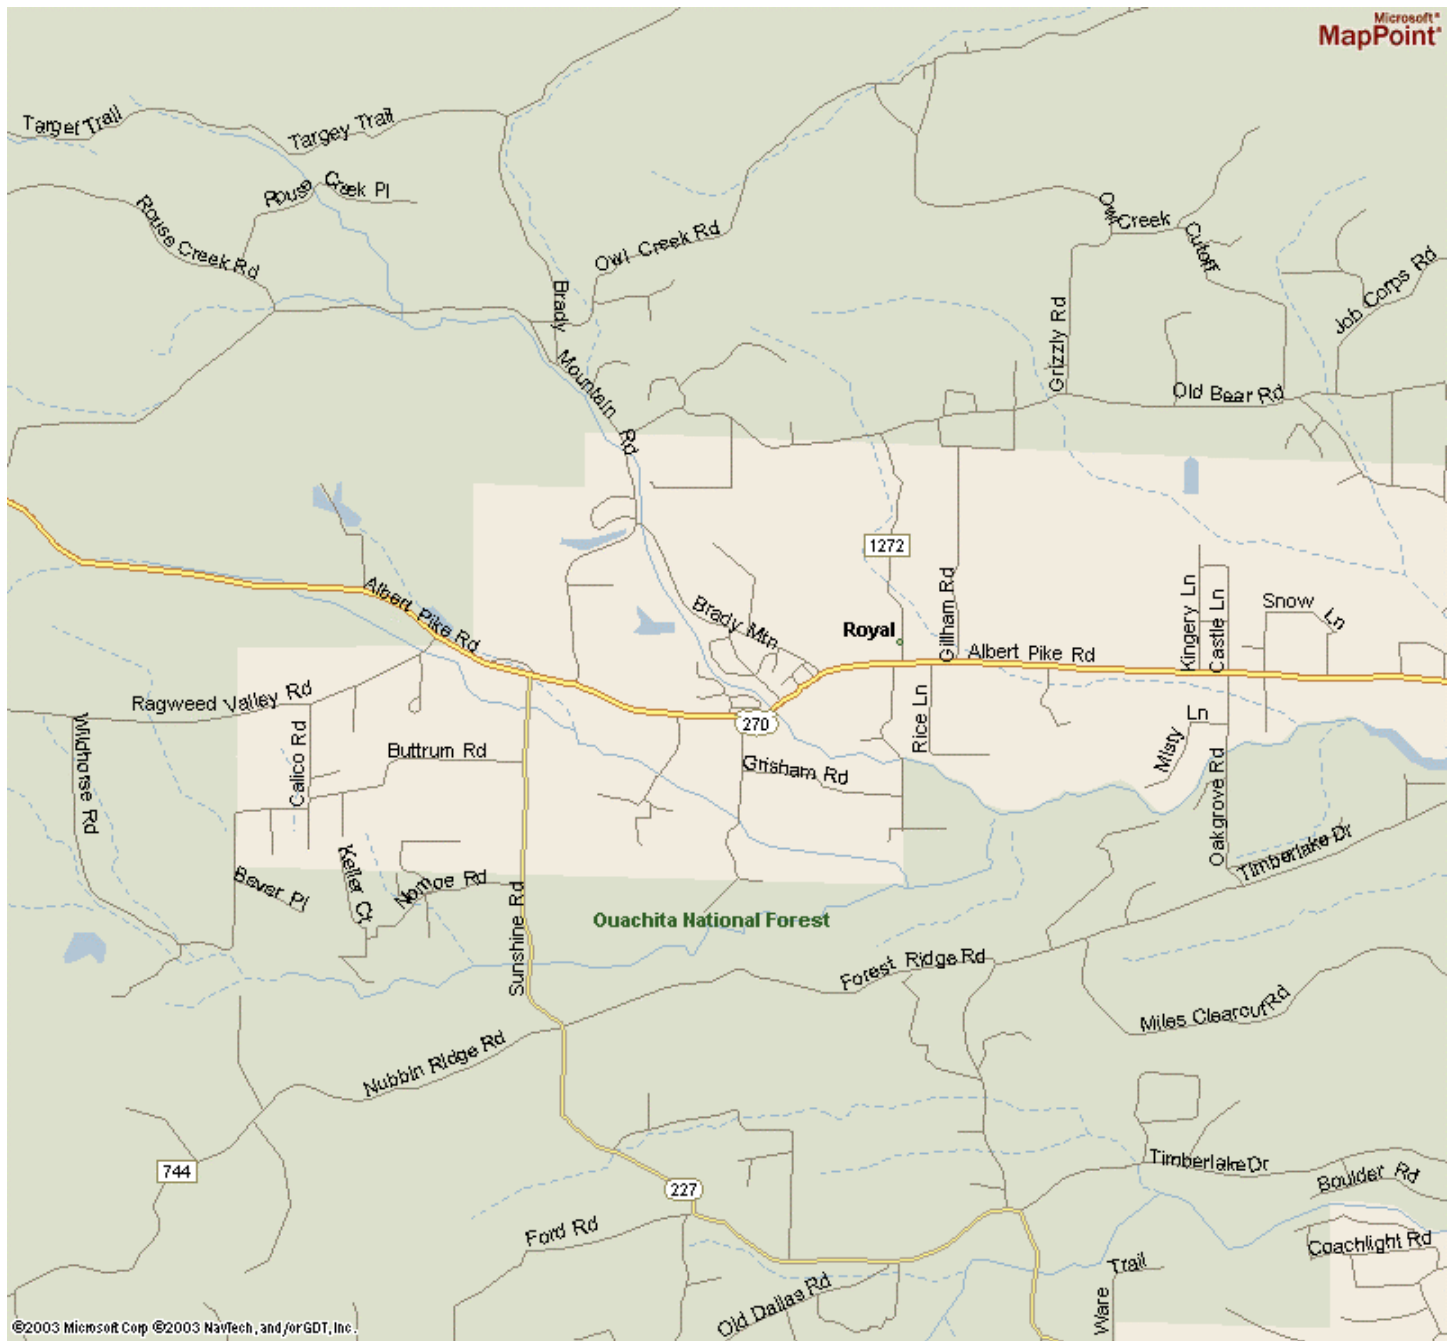 Microsoft®
MapPoint®
Targer Trail
Targey Trail
Rouse Creek Pl
Rouse Creek Rd
Owl Creek Rd
Owl Creek Cutoff
Job Corps Rd
Brady Mountain Rd
Grizzly Rd
Old Bear Rd
1272
Albert Pike Rd
Brady Mtn
Royal
Gillham Rd
Albert Pike Rd
Kingery Ln
Castle Ln
Snow Ln
Ragweed Valley Rd
Wildhorse Rd
Calico Rd
Buttrum Rd
270
Rice Ln
Misty Ln
Grisham Rd
Oakgrove Rd
Timberlake Dr
Bever Pl
Keller Ct
Nomoe Rd
Sunshine Rd
Ouachita National Forest
Forest Ridge Rd
Miles Clearcut Rd
Nubbin Ridge Rd
744
227
Timberlake Dr
Boulder Rd
Ford Rd
Coachlight Rd
Old Dallas Rd
Ware Trail
©2003 Microsoft Corp ©2003 NavTech, and/or GDT, Inc.